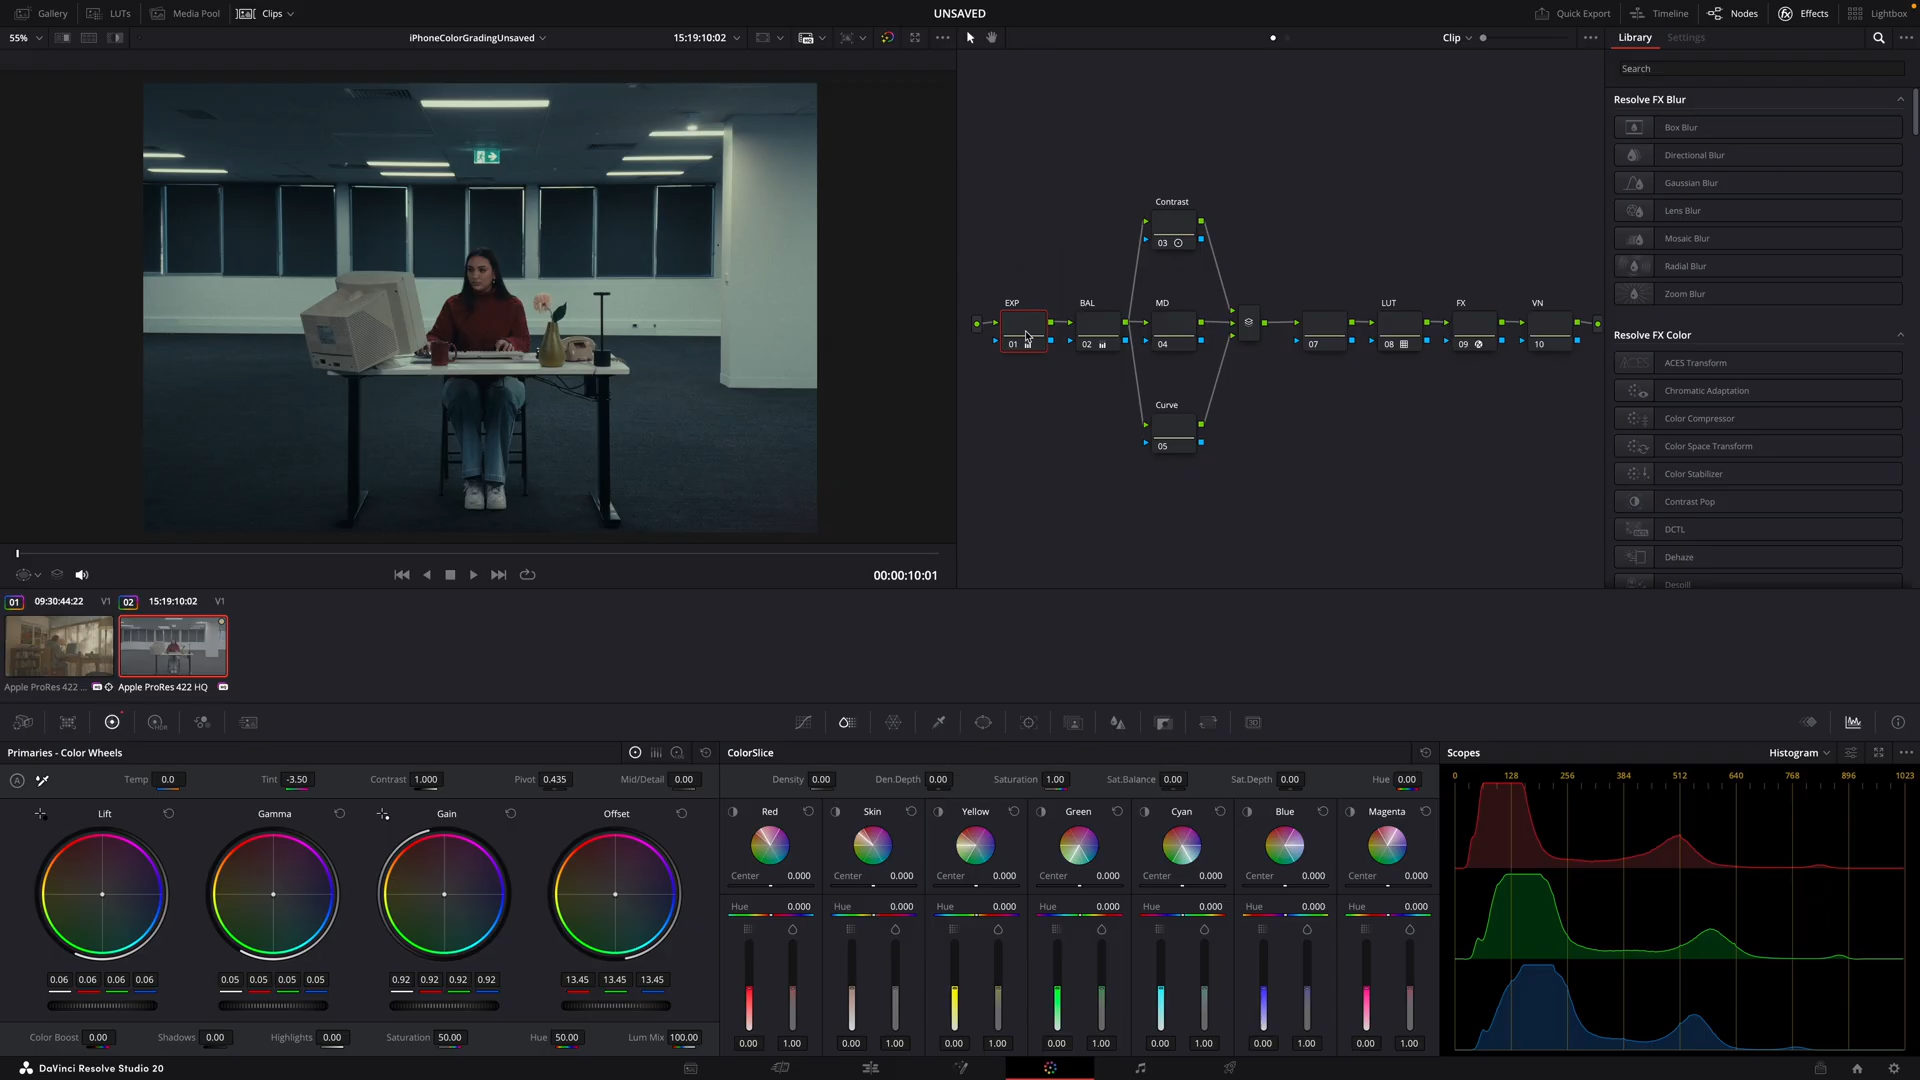 Gallery LUTs Media Pool Clips UNSAVED Quick Export Timeline Nodes Effects Lightbox
55% iPhoneColorGradingUnsaved 15:19:10:02 Clip Library Settings
Search
Resolve FX Blur
Box Blur
Directional Blur
Gaussian Blur
Lens Blur
Mosaic Blur
Radial Blur
Zoom Blur
Resolve FX Color
ACES Transform
Chromatic Adaptation
Color Compressor
Color Space Transform
Color Stabilizer
Contrast Pop
DCTL
Dehaze
Despill
Contrast
03
EXP BAL MD LUT FX VN
01 02 04 07 08 09 10
Curve
05
00:00:10:01
01 09:30:44:22 V1 02 15:19:10:02 V1
Apple ProRes 422 ... Apple ProRes 422 HQ
Primaries - Color Wheels ColorSlice Scopes Histogram
Temp 0.0 Tint -3.50 Contrast 1.000 Pivot 0.435 Mid/Detail 0.00
Density 0.00 Den.Depth 0.00 Saturation 1.00 Sat.Balance 0.00 Sat.Depth 0.00 Hue 0.00
0 128 256 384 512 640 768 896 1023
Lift Gamma Gain Offset
Red Skin Yellow Green Cyan Blue Magenta
Center 0.000 Center 0.000 Center 0.000 Center 0.000 Center 0.000 Center 0.000 Center 0.000
Hue 0.000 Hue 0.000 Hue 0.000 Hue 0.000 Hue 0.000 Hue 0.000 Hue 0.000
0.06 0.06 0.06 0.06 0.05 0.05 0.05 0.05 0.92 0.92 0.92 0.92 13.45 13.45 13.45
Color Boost 0.00 Shadows 0.00 Highlights 0.00 Saturation 50.00 Hue 50.00 Lum Mix 100.00
0.00 1.00 0.00 1.00 0.00 1.00 0.00 1.00 0.00 1.00 0.00 1.00 0.00 1.00
DaVinci Resolve Studio 20